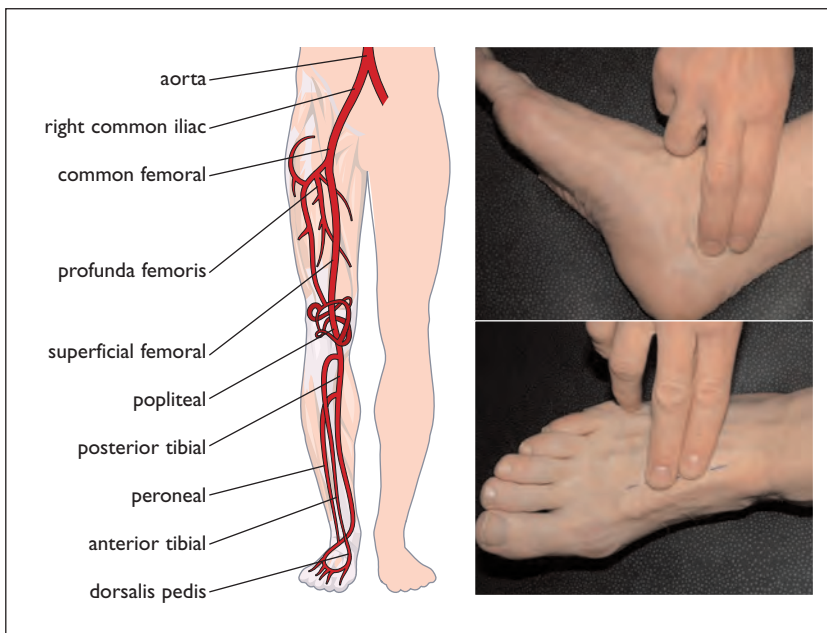 aorta
right common iliac
common femoral
profunda femoris
superficial femoral
popliteal
posterior tibial
peroneal
anterior tibial
dorsalis pedis